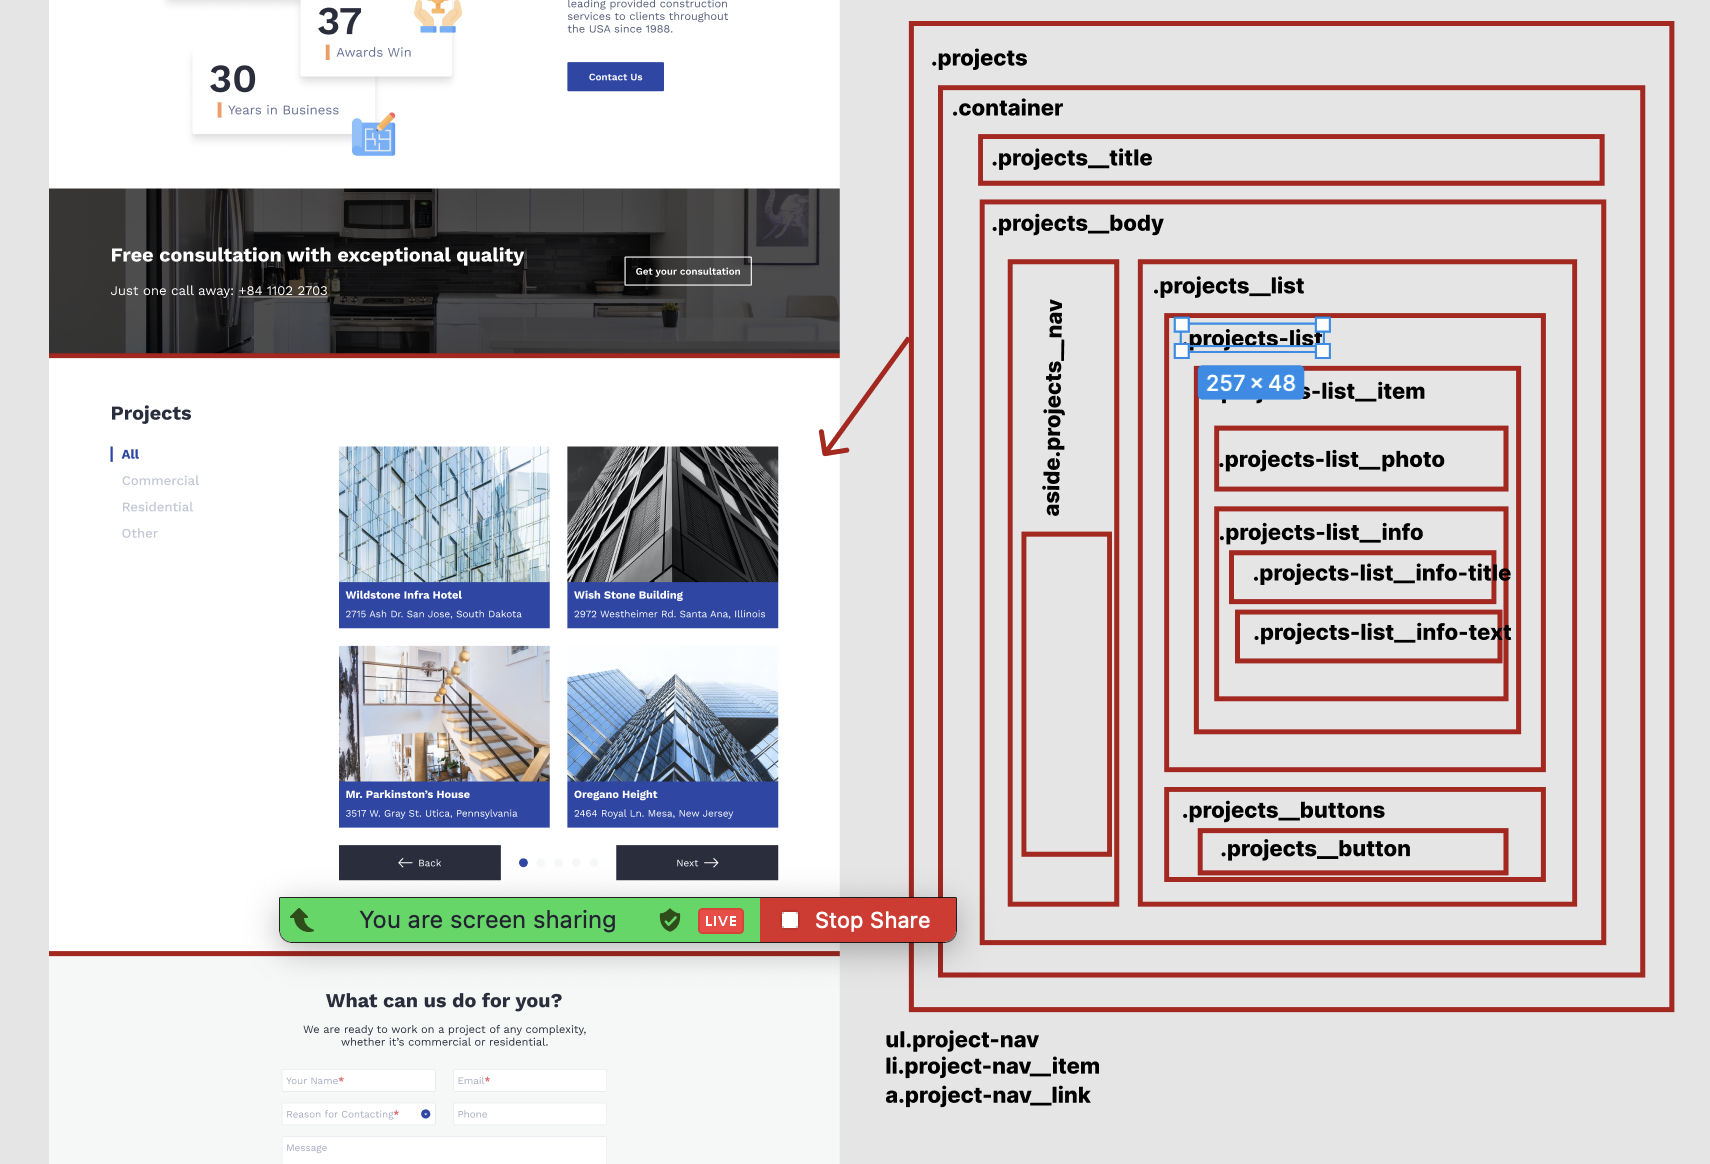 37
Awards Win
30
Years in Business
leading provided construction
services to clients throughout
the USA since 1988.
Contact Us
Free consultation with exceptional quality
Just one call away: +84 1102 2703
Get your consultation
Projects
All
Commercial
Residential
Other
Wildstone Infra Hotel
2715 Ash Dr. San Jose, South Dakota
Wish Stone Building
2972 Westheimer Rd. Santa Ana, Illinois
Mr. Parkinston's House
3517 W. Gray St. Utica, Pennsylvania
Oregano Height
2464 Royal Ln. Mesa, New Jersey
Back
Next
You are screen sharing
LIVE
Stop Share
What can us do for you?
We are ready to work on a project of any complexity,
whether it's commercial or residential.
Your Name*
Email*
Reason for Contacting*
Phone
Message
.projects
.container
.projects__title
.projects__body
aside.projects__nav
.projects__list
.projects-list
257 × 48
s-list__item
.projects-list__photo
.projects-list__info
.projects-list__info-title
.projects-list__info-text
.projects__buttons
.projects__button
ul.project-nav
li.project-nav__item
a.project-nav__link